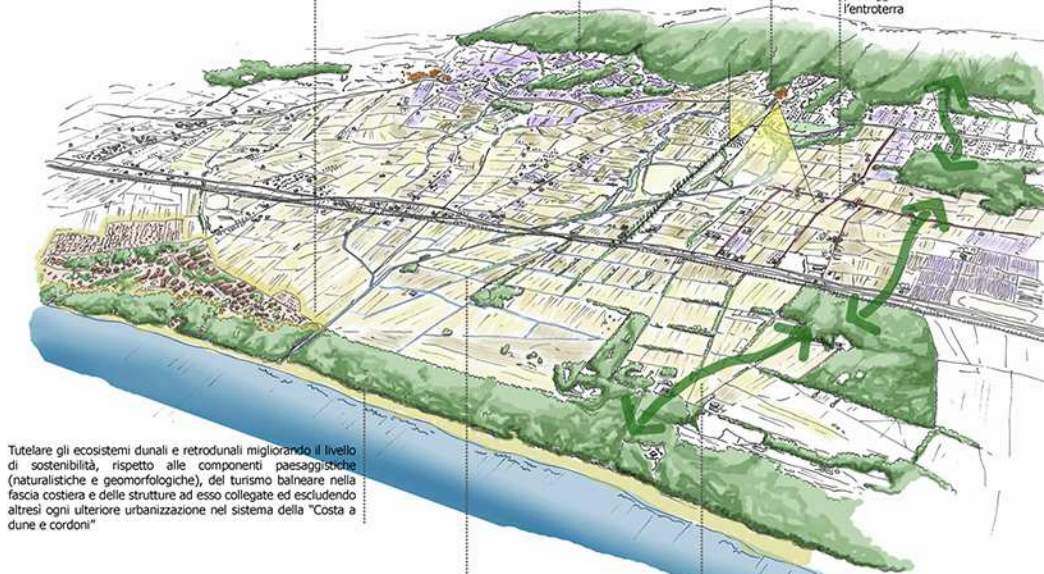 l'entroterra
Tutelare gli ecosistemi dunali e retrodunali migliorando il livello
di sostenibilità, rispetto alle componenti paesaggistiche
(naturalistiche e geomorfologiche), del turismo balneare nella
fascia costiera e delle strutture ad esso collegate ed escludendo
altresì ogni ulteriore urbanizzazione nel sistema della "Costa a
dune e cordoni"